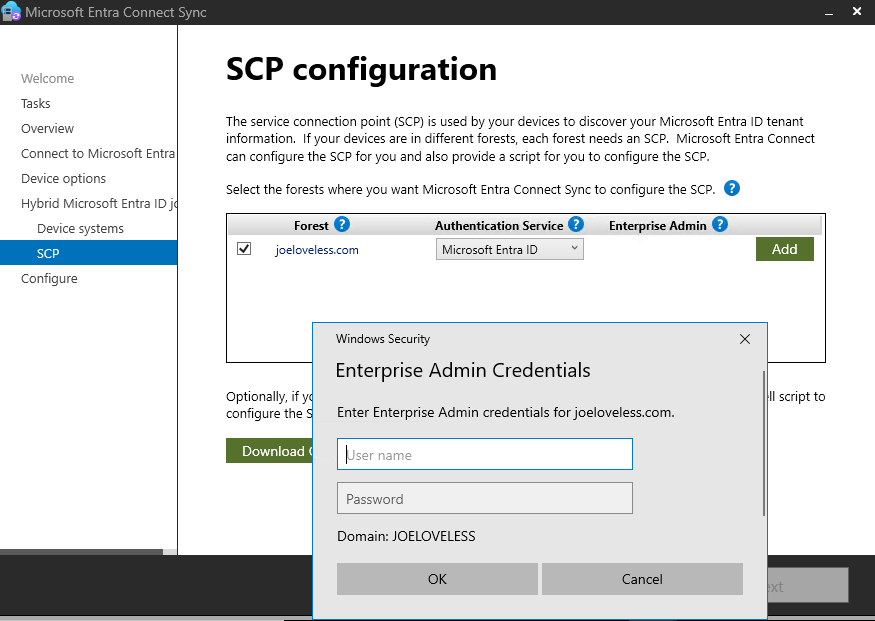 Microsoft Entra Connect Sync
Welcome
Tasks
Overview
Connect to Microsoft Entra
Device options
Hybrid Microsoft Entra ID jo
Device systems
SCP
Configure
SCP configuration
The service connection point (SCP) is used by your devices to discover your Microsoft Entra ID tenant
information. If your devices are in different forests, each forest needs an SCP. Microsoft Entra Connect
can configure the SCP for you and also provide a script for you to configure the SCP.
Select the forests where you want Microsoft Entra Connect Sync to configure the SCP. ?
Forest ? Authentication Service ? Enterprise Admin ?
joeloveless.com Microsoft Entra ID Add
Optionally, if yo ll script to
configure the S
Download
Windows Security
Enterprise Admin Credentials
Enter Enterprise Admin credentials for joeloveless.com.
User name
Password
Domain: JOELOVELESS
OK Cancel
ext